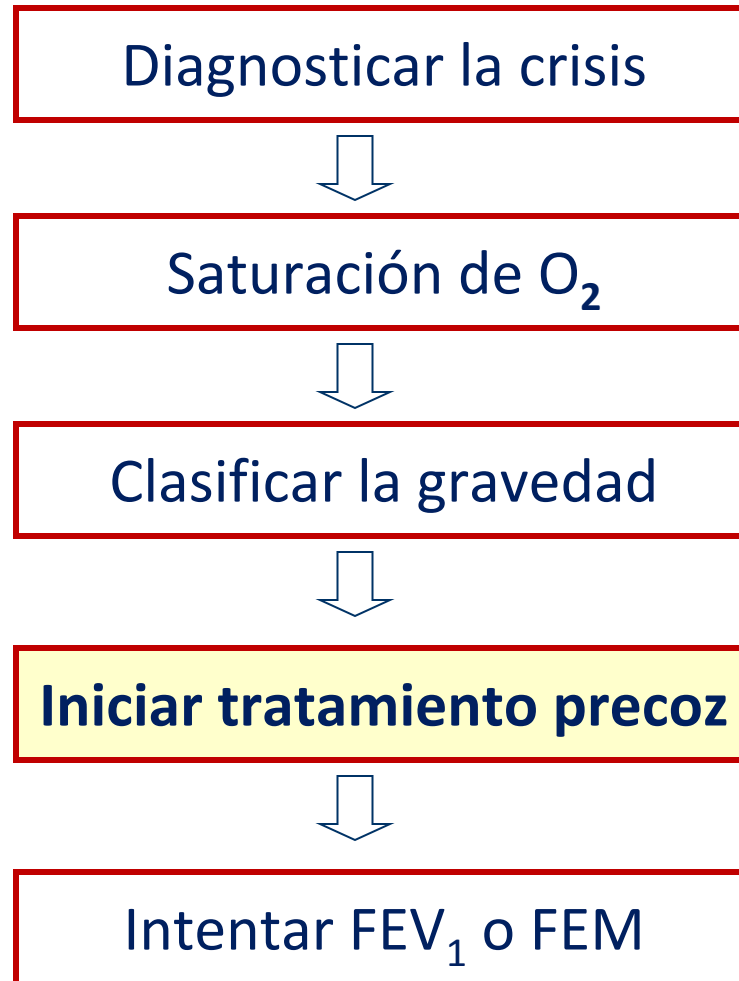 Diagnosticar la crisis
Saturación de O₂
Clasificar la gravedad
Iniciar tratamiento precoz
Intentar FEV₁ o FEM